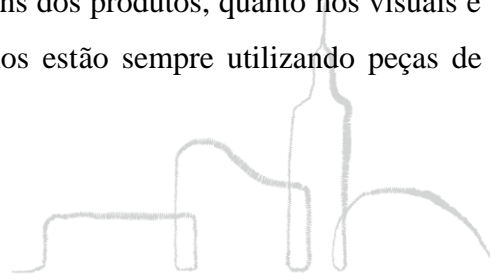 ns dos produtos, quanto nos visuais e
os estão sempre utilizando peças de